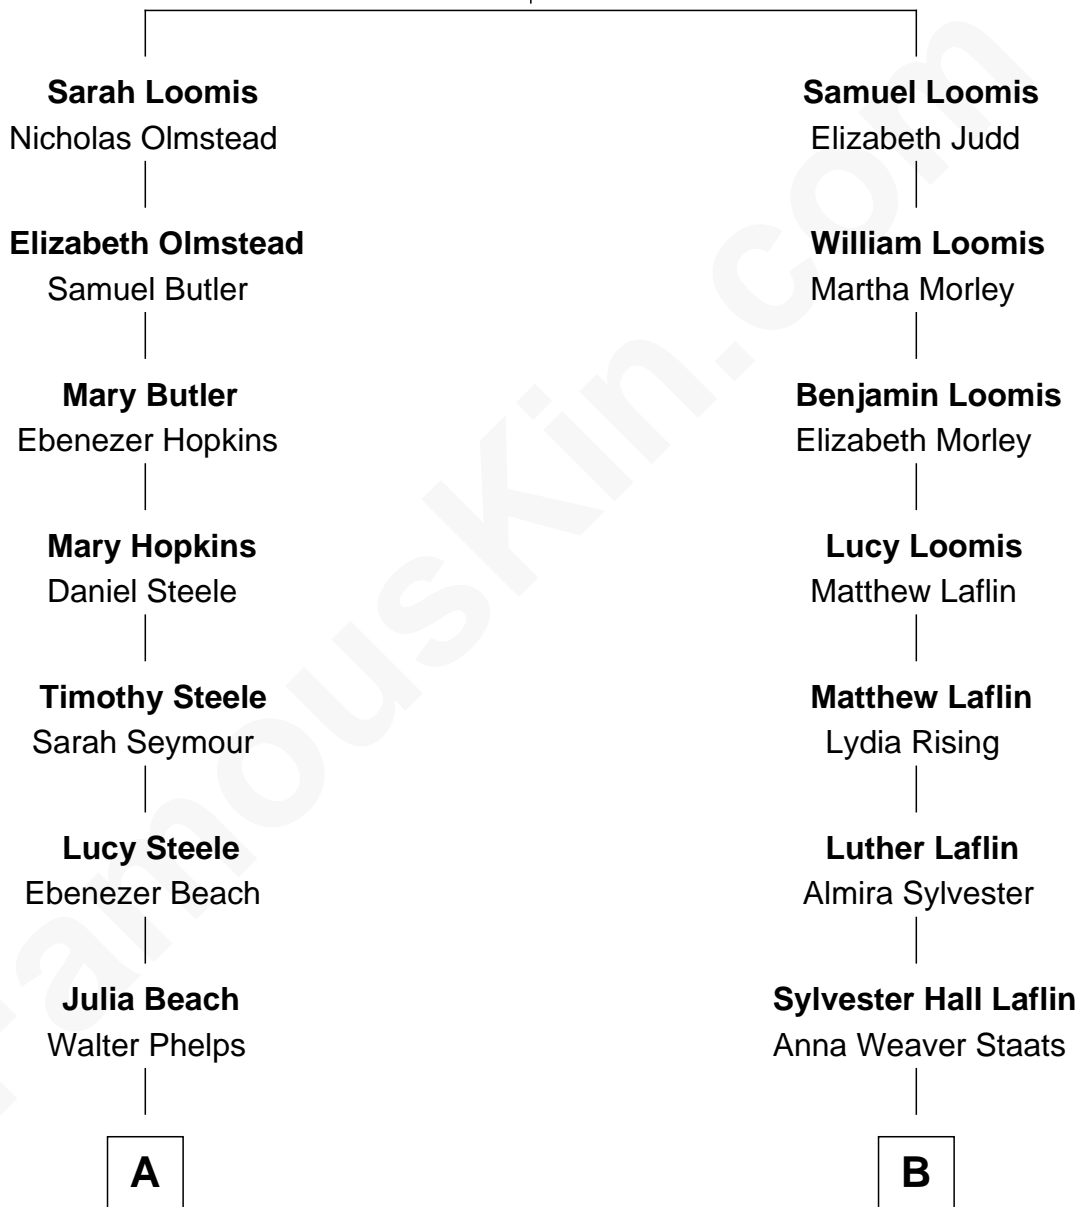 Sarah Loomis
Nicholas Olmstead
Elizabeth Olmstead
Samuel Butler
Mary Butler
Ebenezer Hopkins
Mary Hopkins
Daniel Steele
Timothy Steele
Sarah Seymour
Lucy Steele
Ebenezer Beach
Julia Beach
Walter Phelps
A
Samuel Loomis
Elizabeth Judd
William Loomis
Martha Morley
Benjamin Loomis
Elizabeth Morley
Lucy Loomis
Matthew Laflin
Matthew Laflin
Lydia Rising
Luther Laflin
Almira Sylvester
Sylvester Hall Laflin
Anna Weaver Staats
B
FamousKin.com